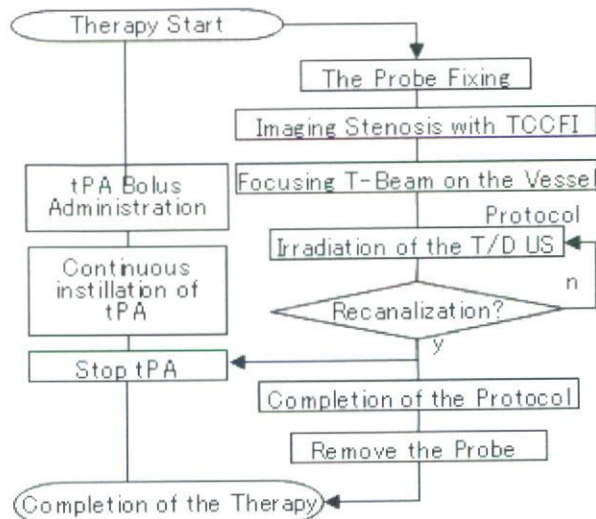 Therapy Start
The Probe Fixing
Imaging Stenosis with TCCFI
Focusing T-Beam on the Vessel
tPA Bolus
Administration
Protocol
Irradiation of the T/D US
Continuous
instillation of
tPA
n
Recanalization?
y
Stop tPA
Completion of the Protocol
Remove the Probe
Completion of the Therapy